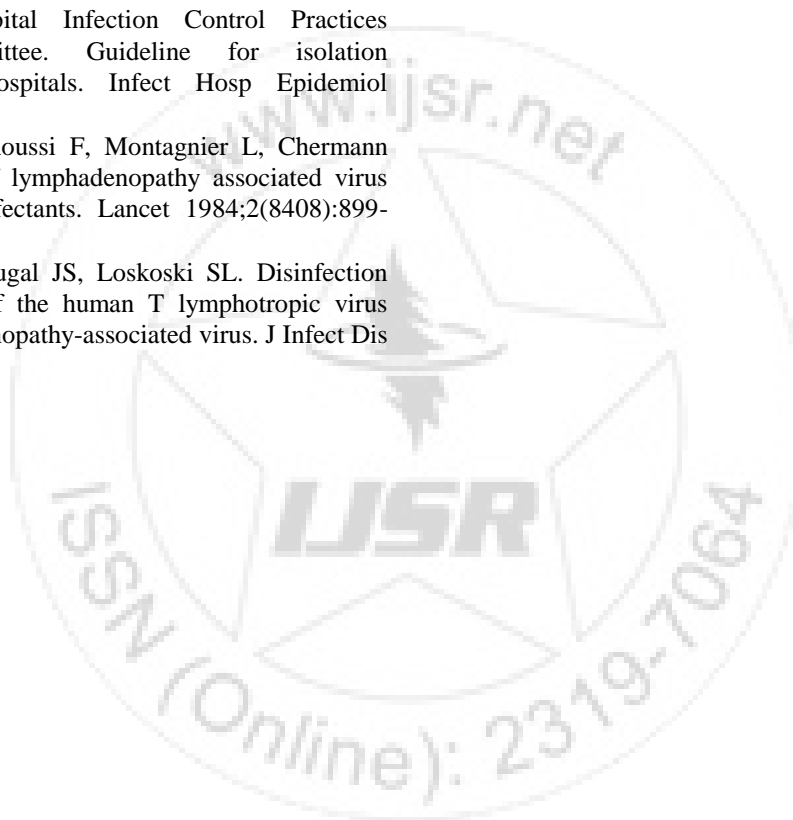 pital Infection Control Practices
ittee. Guideline for isolation
ospitals. Infect Hosp Epidemiol
oussi F, Montagnier L, Chermann
f lymphadenopathy associated virus
fectants. Lancet 1984;2(8408):899-
ugal JS, Loskoski SL. Disinfection
f the human T lymphotropic virus
nopathy-associated virus. J Infect Dis
www.ijsr.net
IJSR
ISSN (Online): 2319-7064